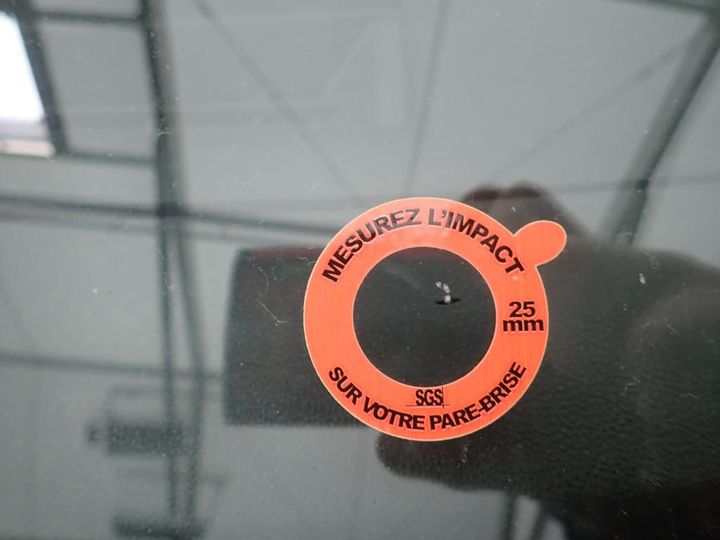 MESUREZ L'IMPACT
25
mm
SGS
SUR VOTRE PARE-BRISE